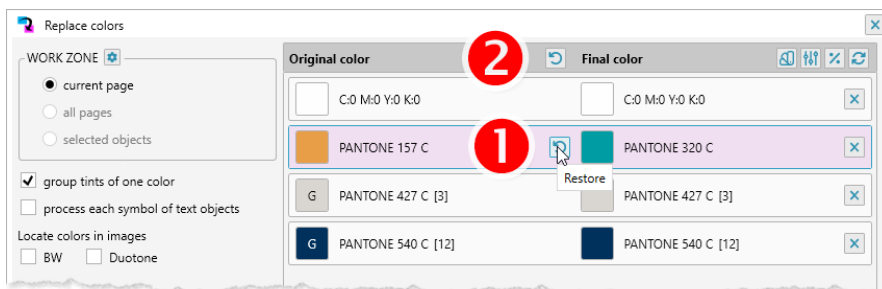 Replace colors
WORK ZONE
current page
all pages
selected objects
group tints of one color
process each symbol of text objects
Locate colors in images
BW Duotone
Original color 2 Final color
C:0 M:0 Y:0 K:0 C:0 M:0 Y:0 K:0
PANTONE 157 C 1 PANTONE 320 C
Restore
G PANTONE 427 C [3] PANTONE 427 C [3]
G PANTONE 540 C [12] PANTONE 540 C [12]